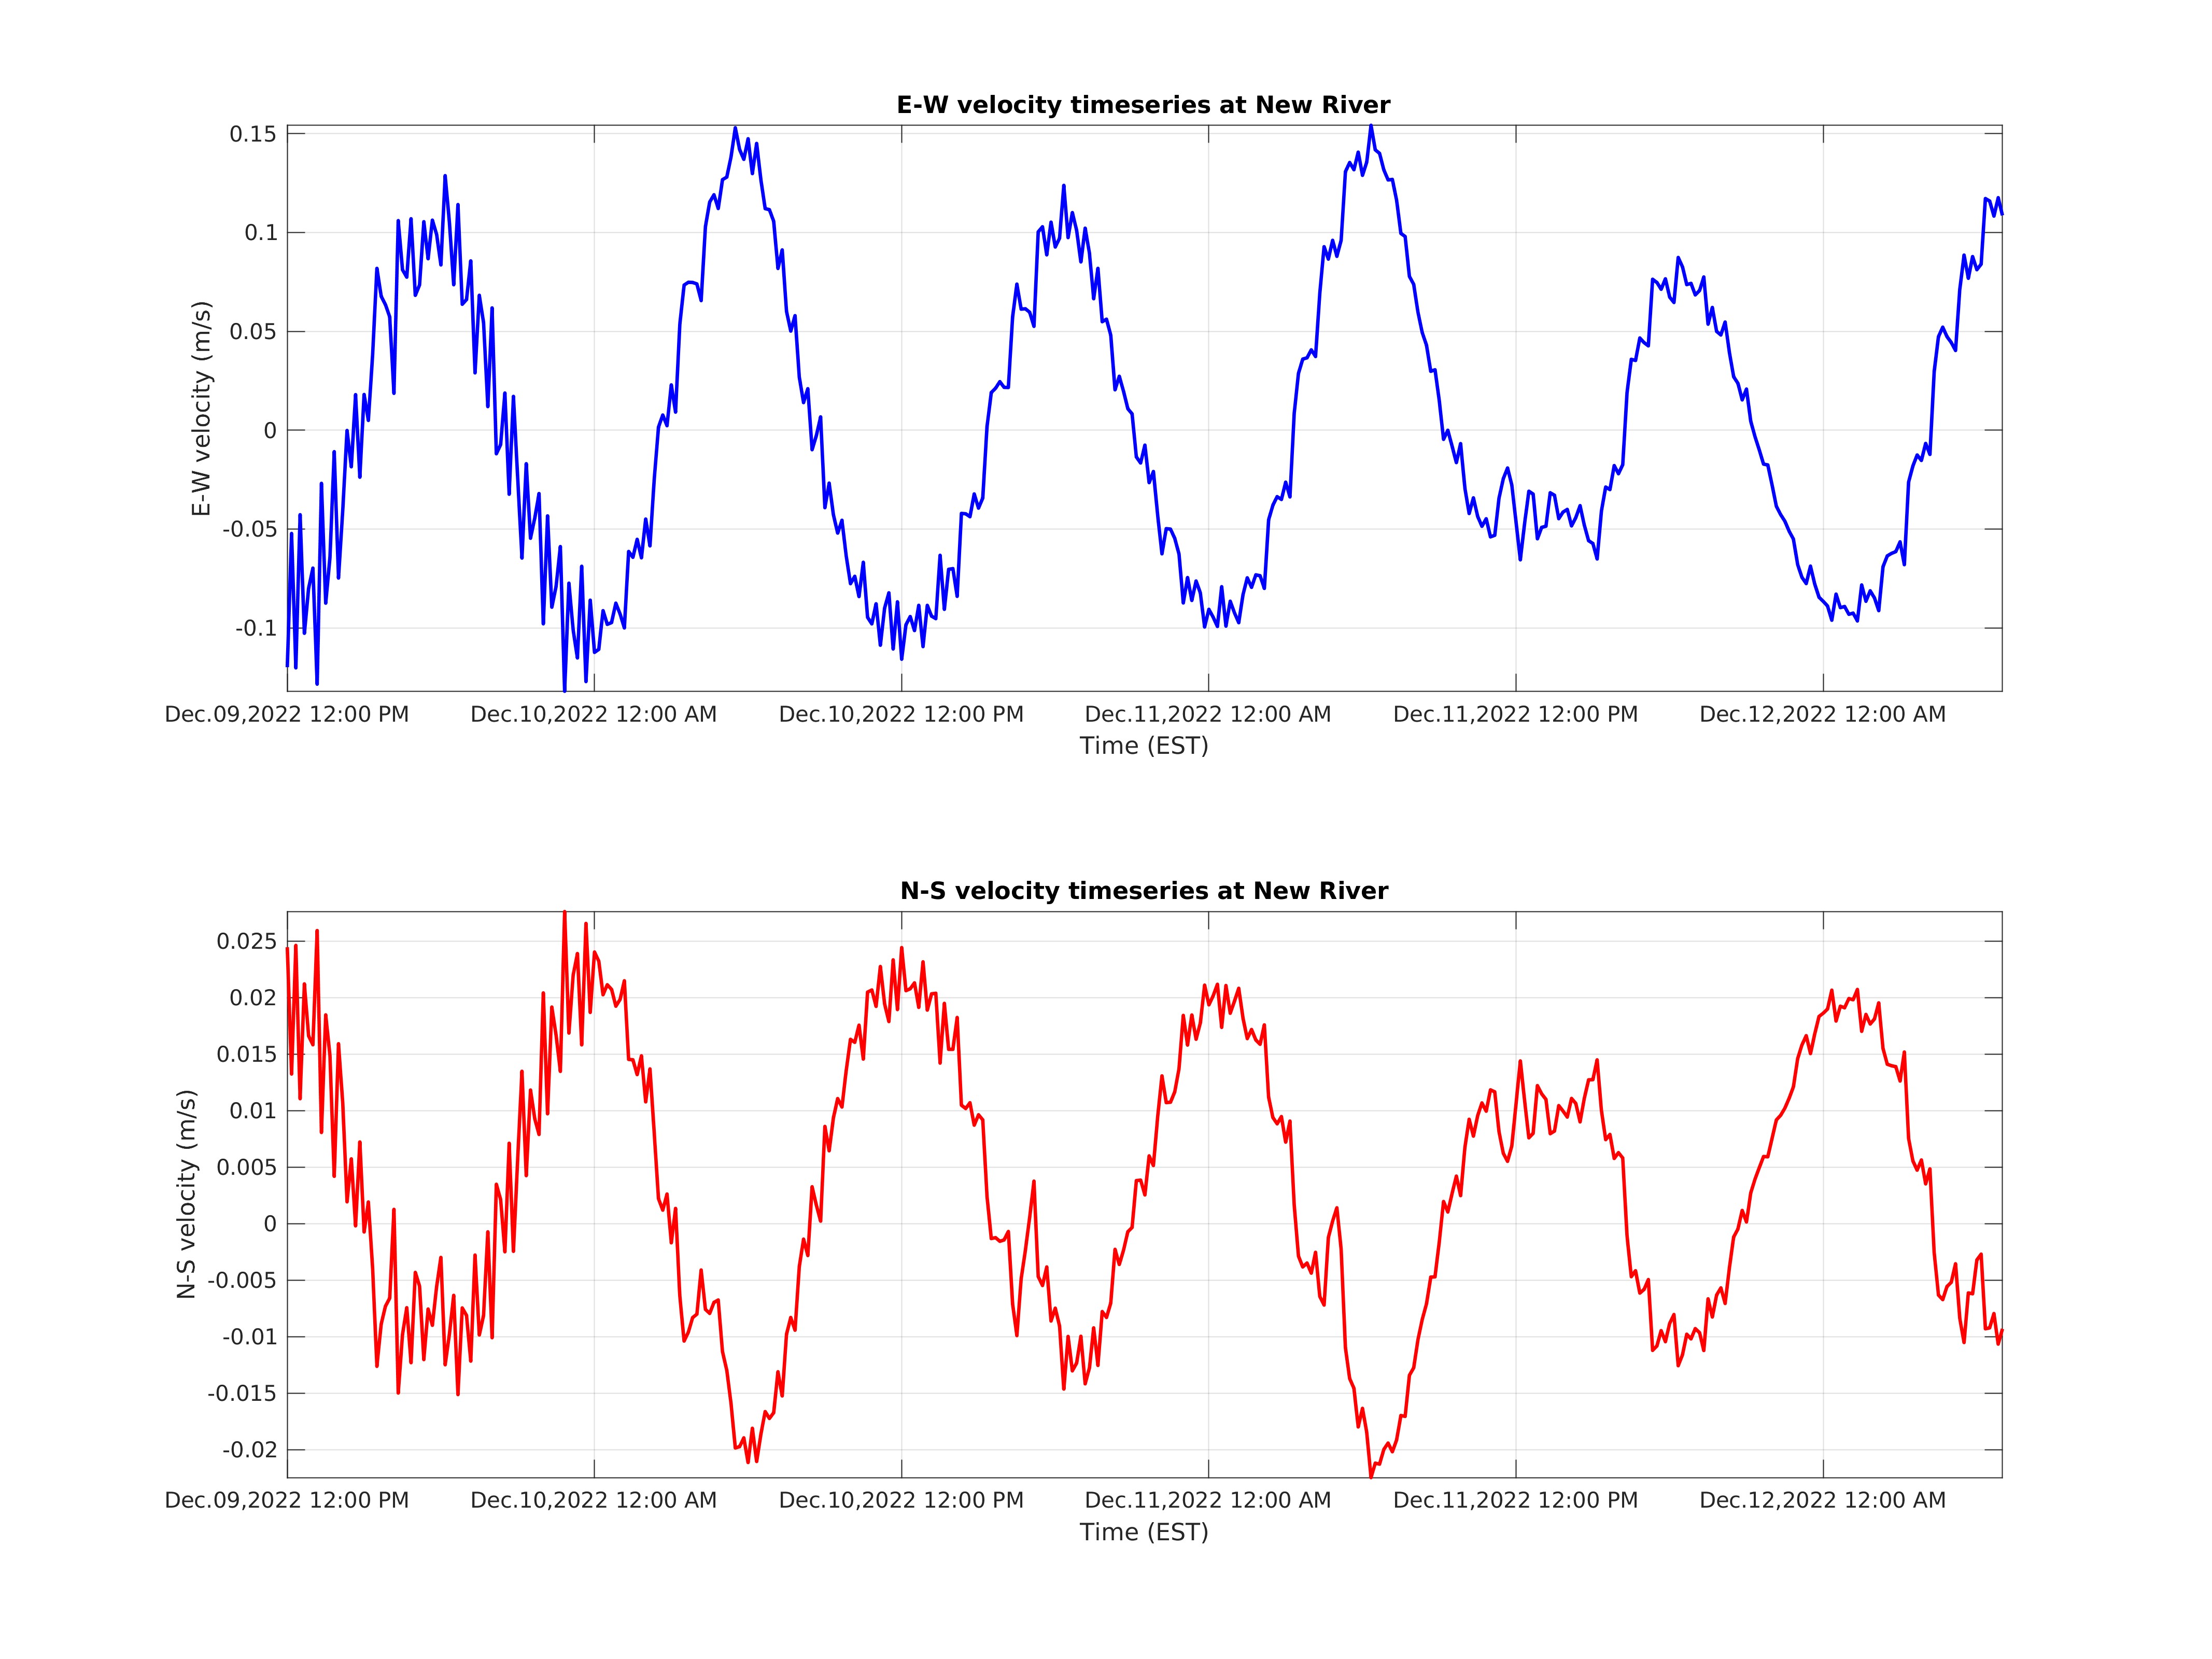 E-W velocity timeseries at New River
0.15
0.1
0.05
0
-0.05
-0.1
E-W velocity (m/s)
Dec.09,2022 12:00 PM Dec.10,2022 12:00 AM Dec.10,2022 12:00 PM Dec.11,2022 12:00 AM Dec.11,2022 12:00 PM Dec.12,2022 12:00 AM
Time (EST)
N-S velocity timeseries at New River
0.025
0.02
0.015
0.01
0.005
0
-0.005
-0.01
-0.015
-0.02
N-S velocity (m/s)
Dec.09,2022 12:00 PM Dec.10,2022 12:00 AM Dec.10,2022 12:00 PM Dec.11,2022 12:00 AM Dec.11,2022 12:00 PM Dec.12,2022 12:00 AM
Time (EST)